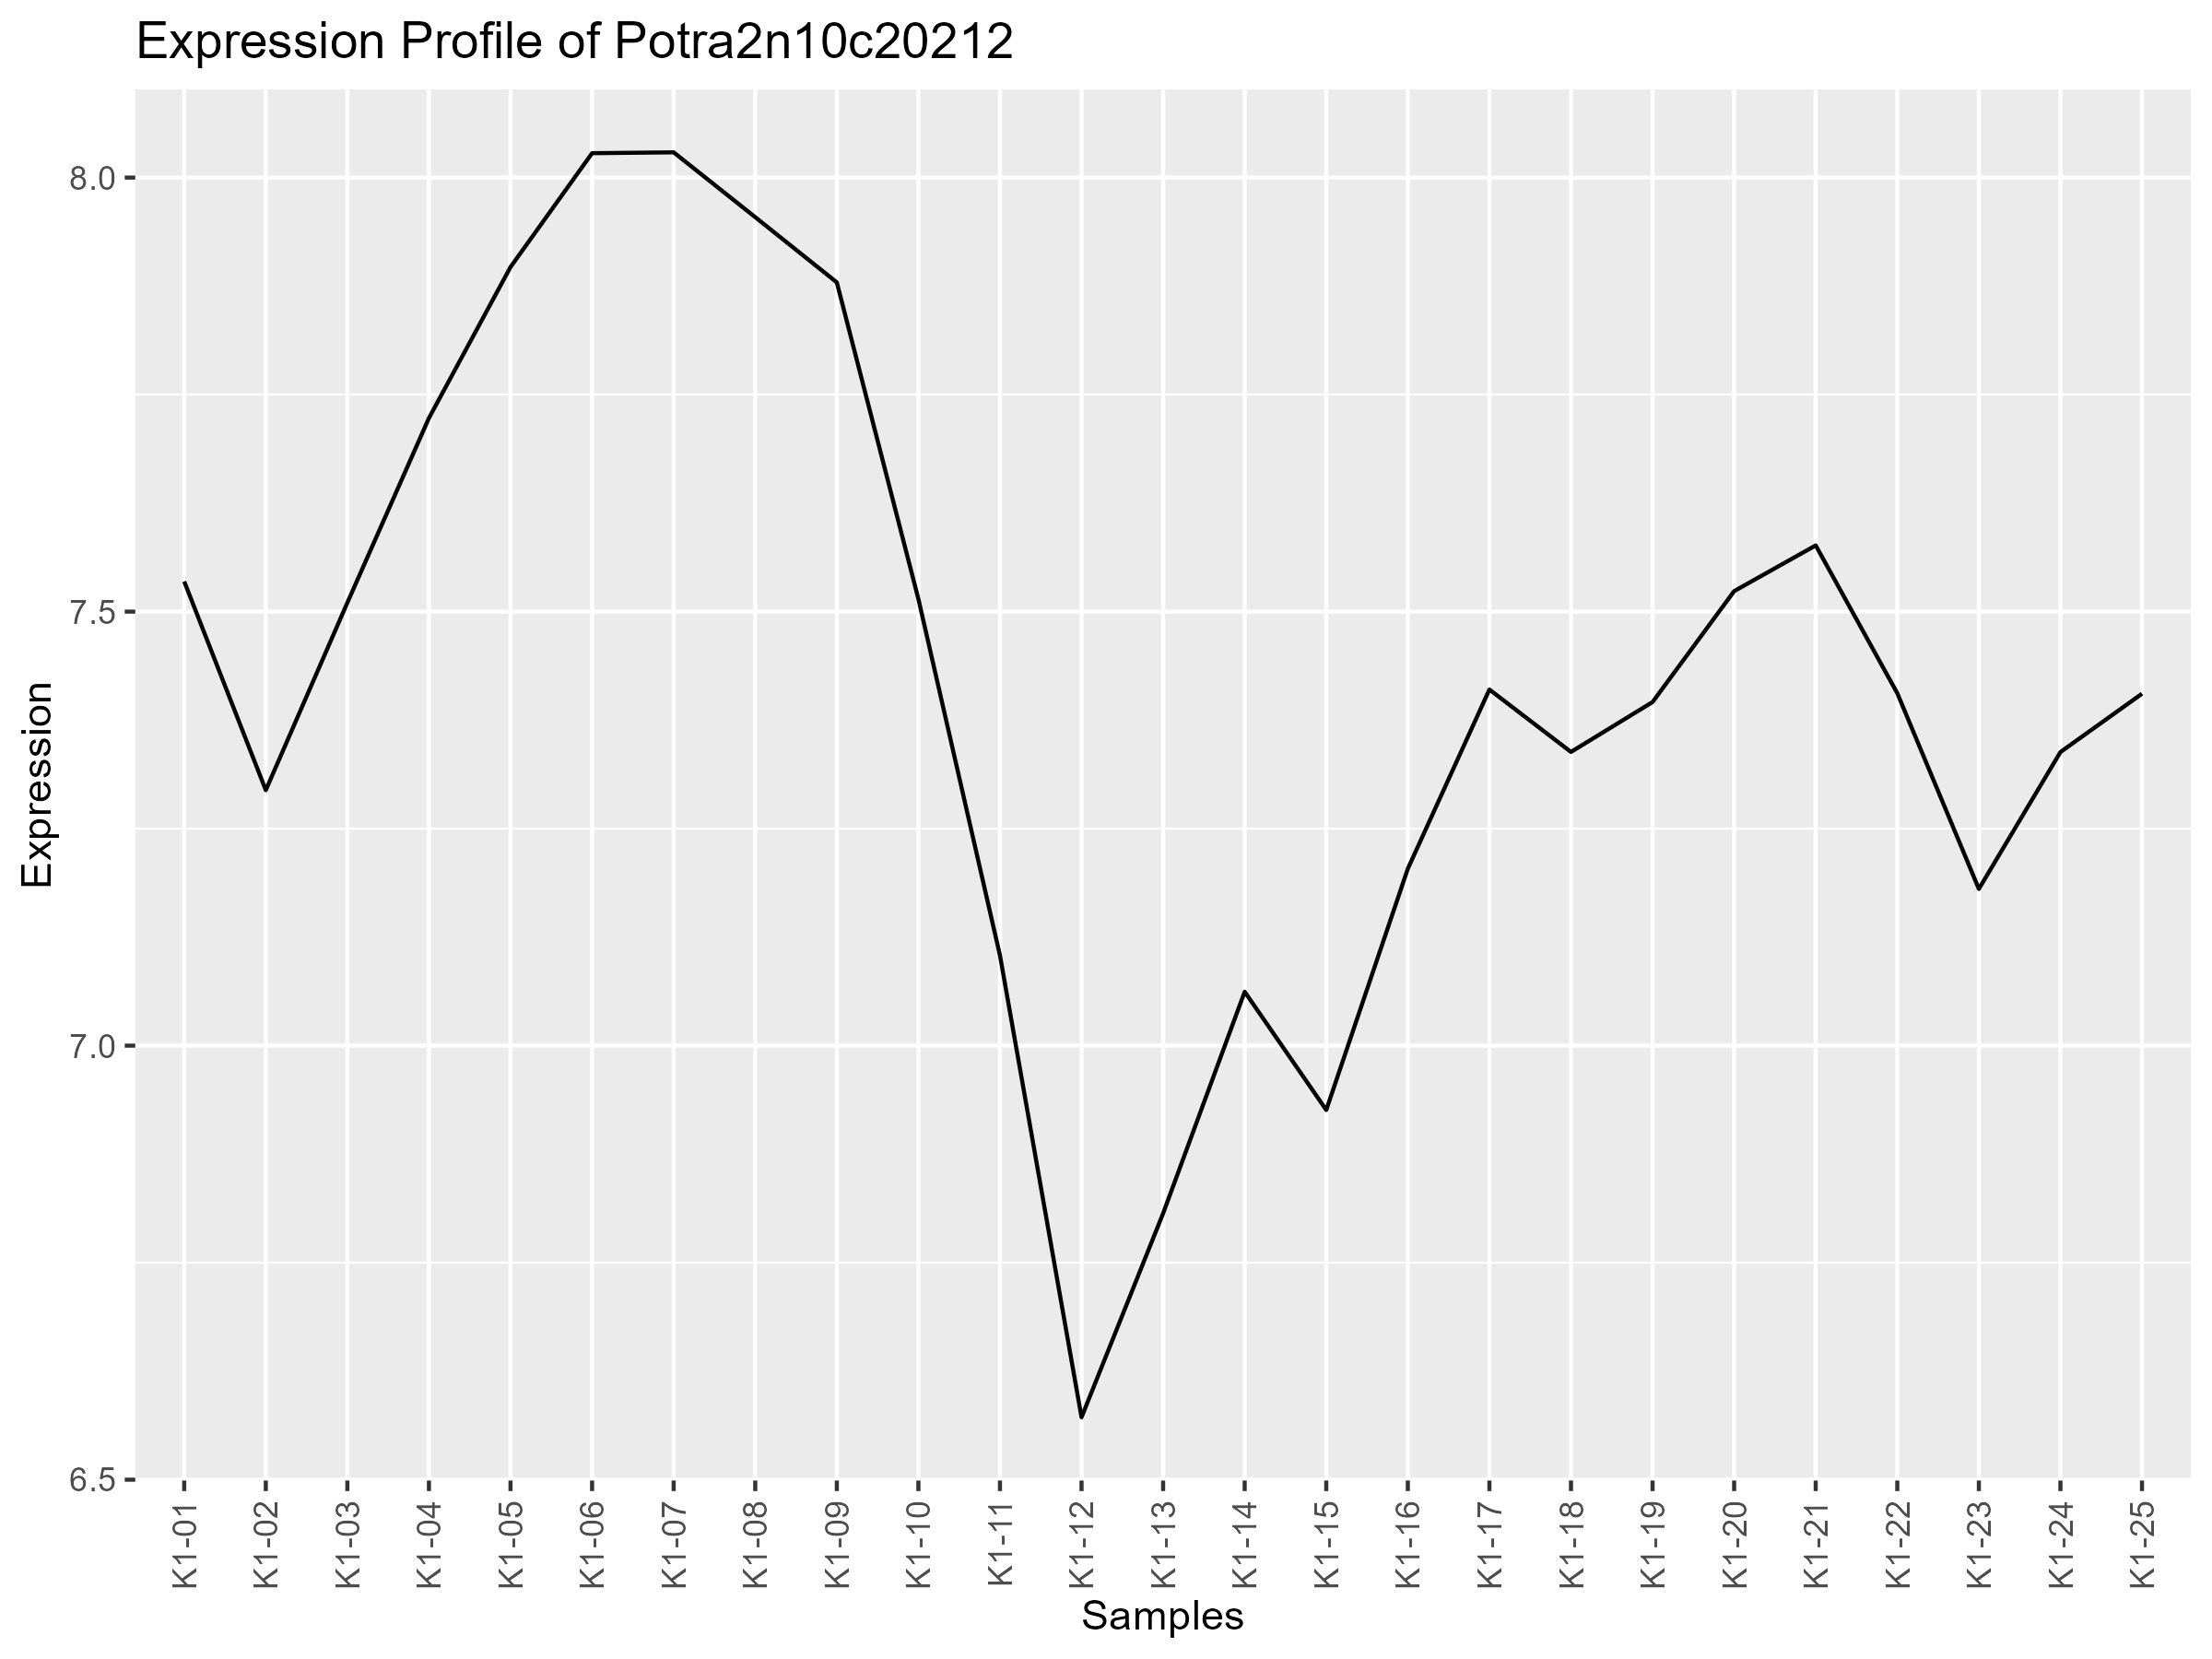 Expression Profile of Potra2n10c20212
Expression
8.0
7.5
7.0
6.5
K1-01
K1-02
K1-03
K1-04
K1-05
K1-06
K1-07
K1-08
K1-09
K1-10
K1-11
K1-12
K1-13
K1-14
K1-15
K1-16
K1-17
K1-18
K1-19
K1-20
K1-21
K1-22
K1-23
K1-24
K1-25
Samples